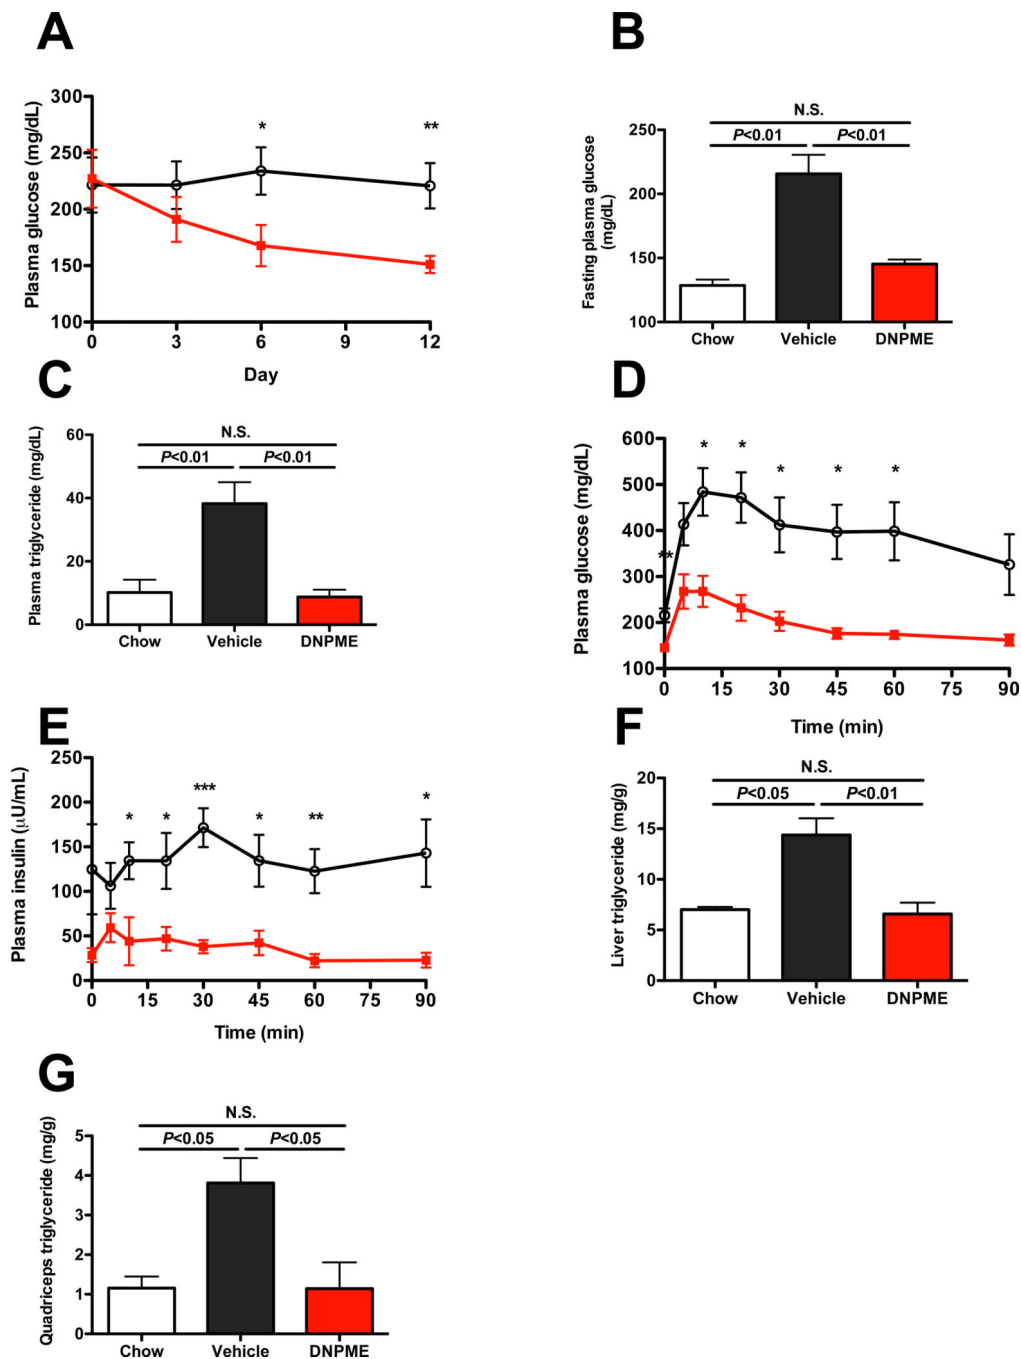 A
Plasma glucose (mg/dL)
300
250
200
150
100
* **
0 3 6 9 12
Day
B
Fasting plasma glucose
(mg/dL)
250
200
150
100
N.S.
P<0.01 P<0.01
Chow Vehicle DNPME
C
Plasma triglyceride (mg/dL)
60
40
20
0
N.S.
P<0.01 P<0.01
Chow Vehicle DNPME
D
Plasma glucose (mg/dL)
600
500
400
300
200
100
** * * * * *
0 15 30 45 60 75 90
Time (min)
E
Plasma insulin (μU/mL)
250
200
150
100
50
0
* * *** * ** *
0 15 30 45 60 75 90
Time (min)
F
Liver triglyceride (mg/g)
20
15
10
5
0
N.S.
P<0.05 P<0.01
Chow Vehicle DNPME
G
Quadriceps triglyceride (mg/g)
5
4
3
2
1
0
N.S.
P<0.05 P<0.05
Chow Vehicle DNPME